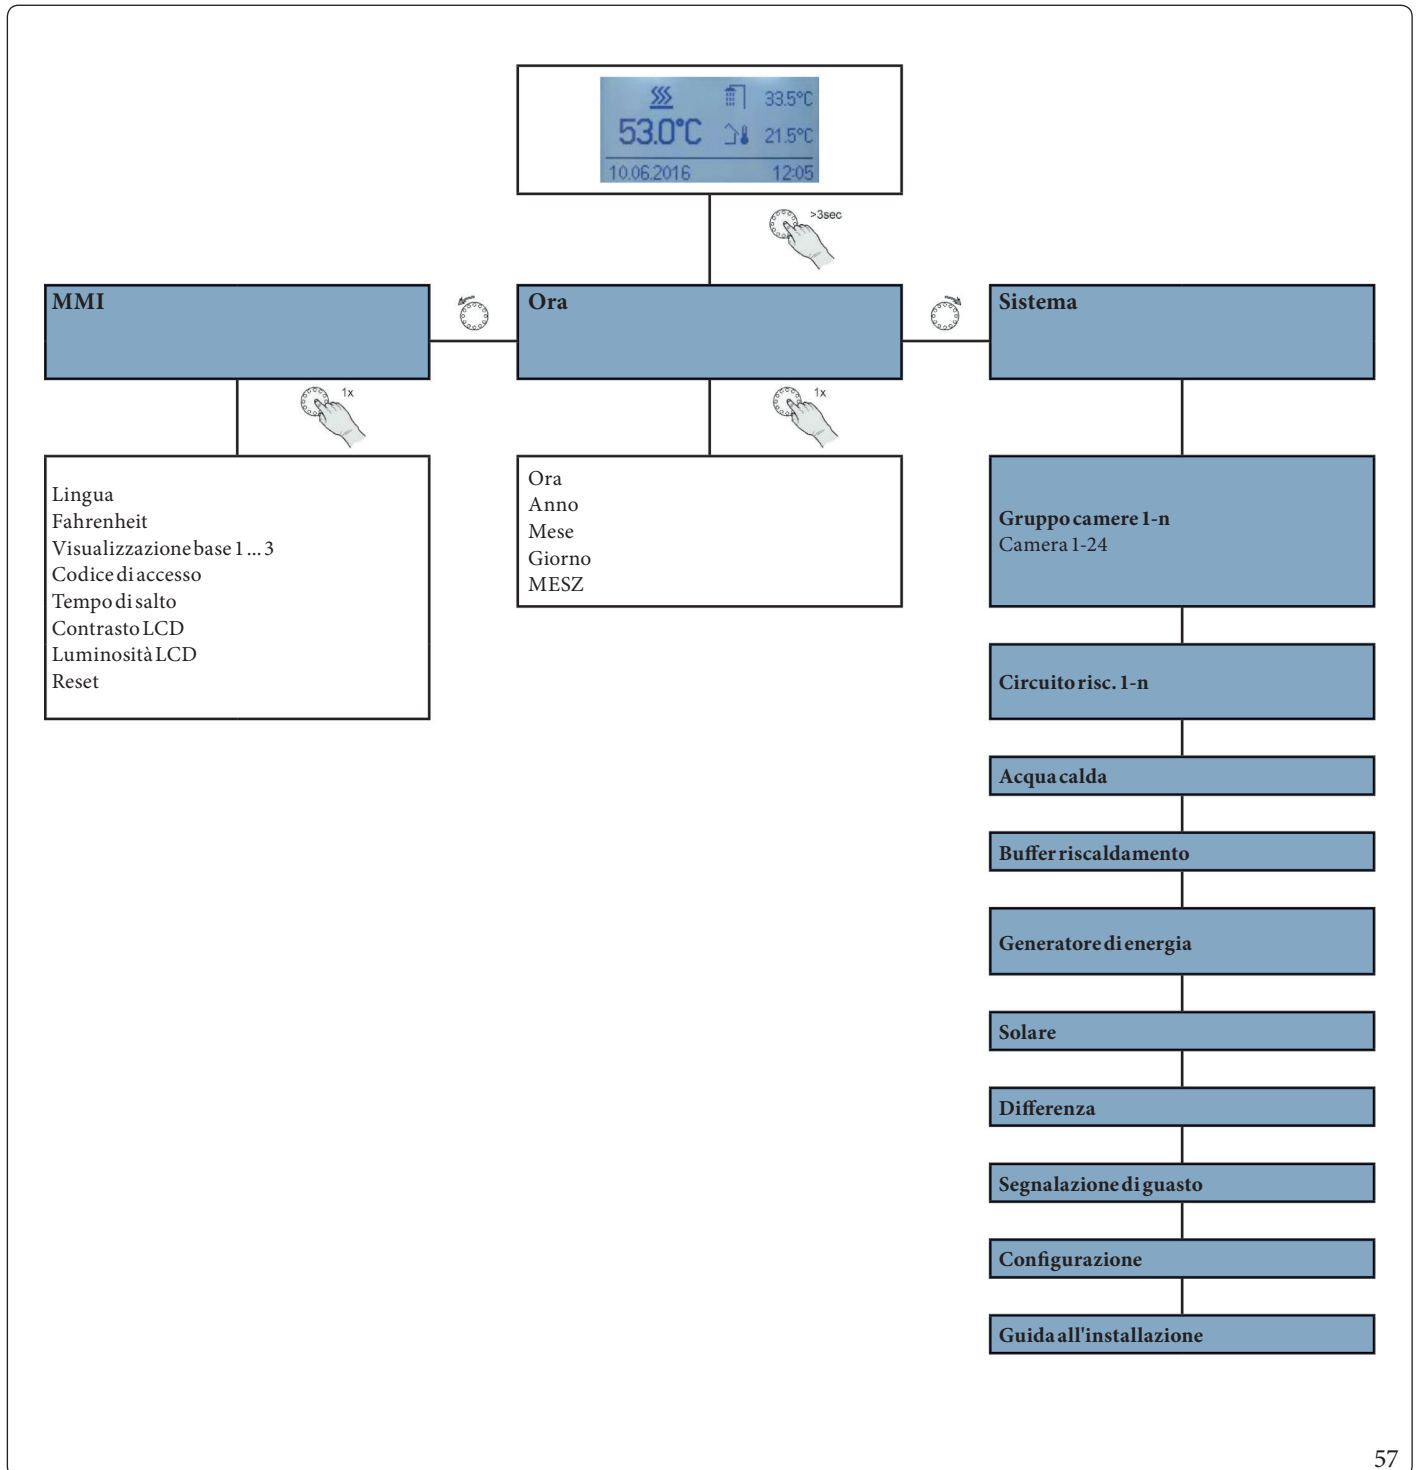 33.5°C
53.0°C
21.5°C
10.06.2016 12:05
>3sec
MMI
Ora
Sistema
1x
1x
Lingua
Fahrenheit
Visualizzazione base 1 ... 3
Codice di accesso
Tempo di salto
Contrasto LCD
Luminosità LCD
Reset
Ora
Anno
Mese
Giorno
MESZ
Gruppo camere 1-n
Camera 1-24
Circuito risc. 1-n
Acqua calda
Buffer riscaldamento
Generatore di energia
Solare
Differenza
Segnalazione di guasto
Configurazione
Guida all'installazione
57